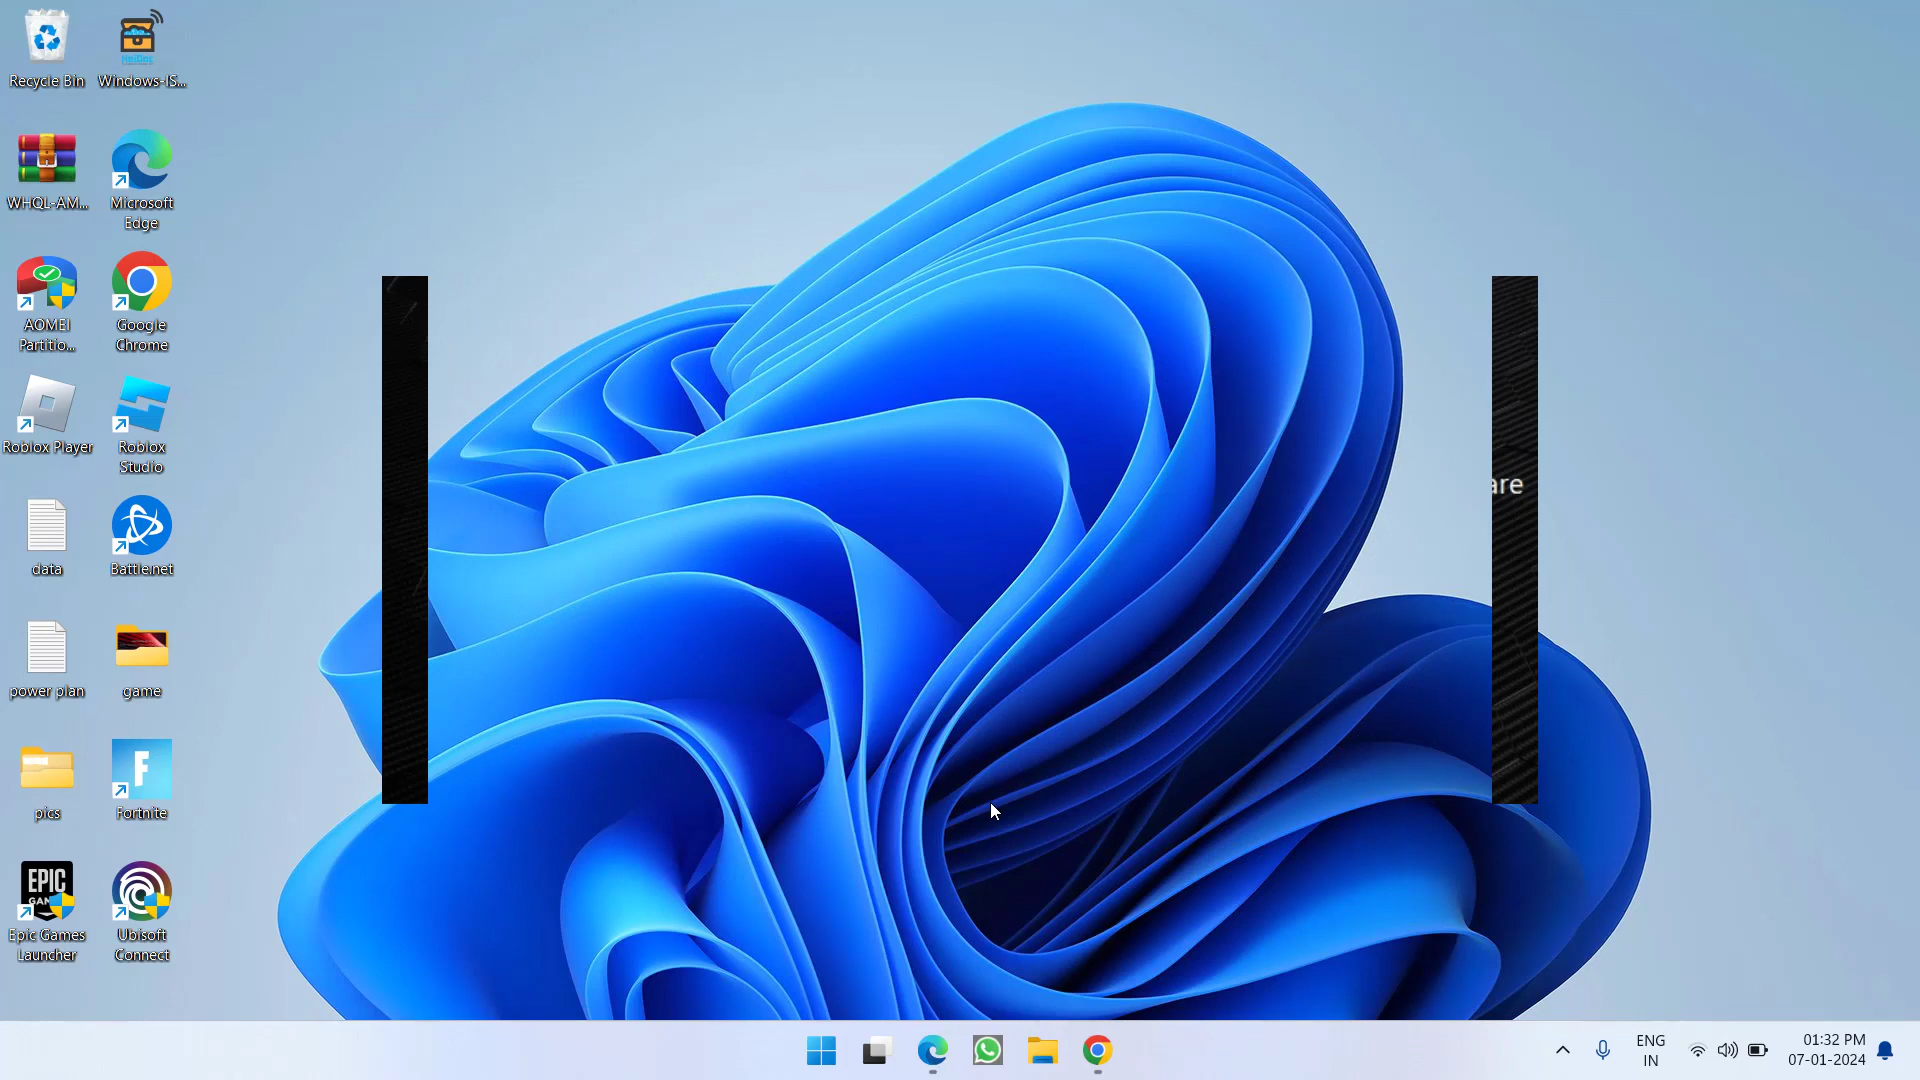 Recycle Bin
Windows-IS...
WHQL-AM...
Microsoft
Edge
AOMEI
Partitio...
Google
Chrome
Roblox Player
Roblox
Studio
data
Battle.net
power plan
game
pics
F
Fortnite
EPIC
Epic Games
Launcher
Ubisoft
Connect
are
ENG
IN
01:32 PM
07-01-2024